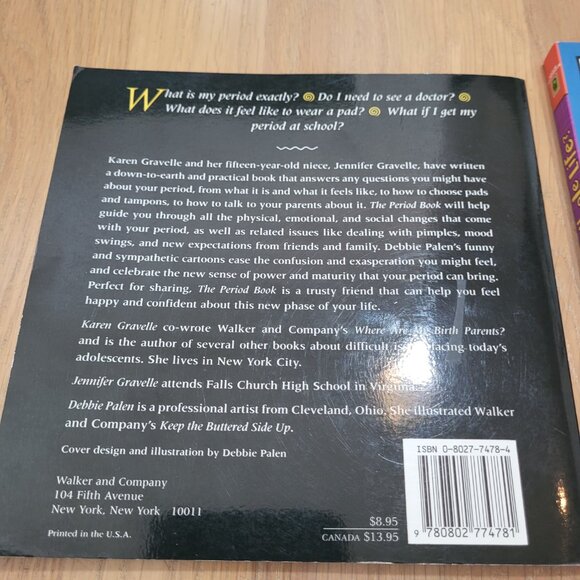 What is my period exactly? Do I need to see a doctor?
What does it feel like to wear a pad? What if I get my
period at school?
Karen Gravelle and her fifteen-year-old niece, Jennifer Gravelle, have written
a down-to-earth and practical book that answers any questions you might have
about your period, from what it is and what it feels like, to how to choose pads
and tampons, to how to talk to your parents about it. The Period Book will help
guide you through all the physical, emotional, and social changes that come
with your period, as well as related issues like dealing with pimples, mood
swings, and new expectations from friends and family. Debbie Palen's funny
and sympathetic cartoons ease the confusion and exasperation you might feel,
and celebrate the new sense of power and maturity that your period can bring.
Perfect for sharing, The Period Book is a trusty friend that can help you feel
happy and confident about this new phase of your life.
Karen Gravelle co-wrote Walker and Company's Where Are My Birth Parents?
and is the author of several other books about difficult issues facing today's
adolescents. She lives in New York City.
Jennifer Gravelle attends Falls Church High School in Virginia.
Debbie Palen is a professional artist from Cleveland, Ohio. She illustrated Walker
and Company's Keep the Buttered Side Up.
Cover design and illustration by Debbie Palen
Walker and Company
104 Fifth Avenue
New York, New York 10011
Printed in the U.S.A.
$8.95
CANADA $13.95
ISBN 0-8027-7478-4
9 780802 774781
Life: